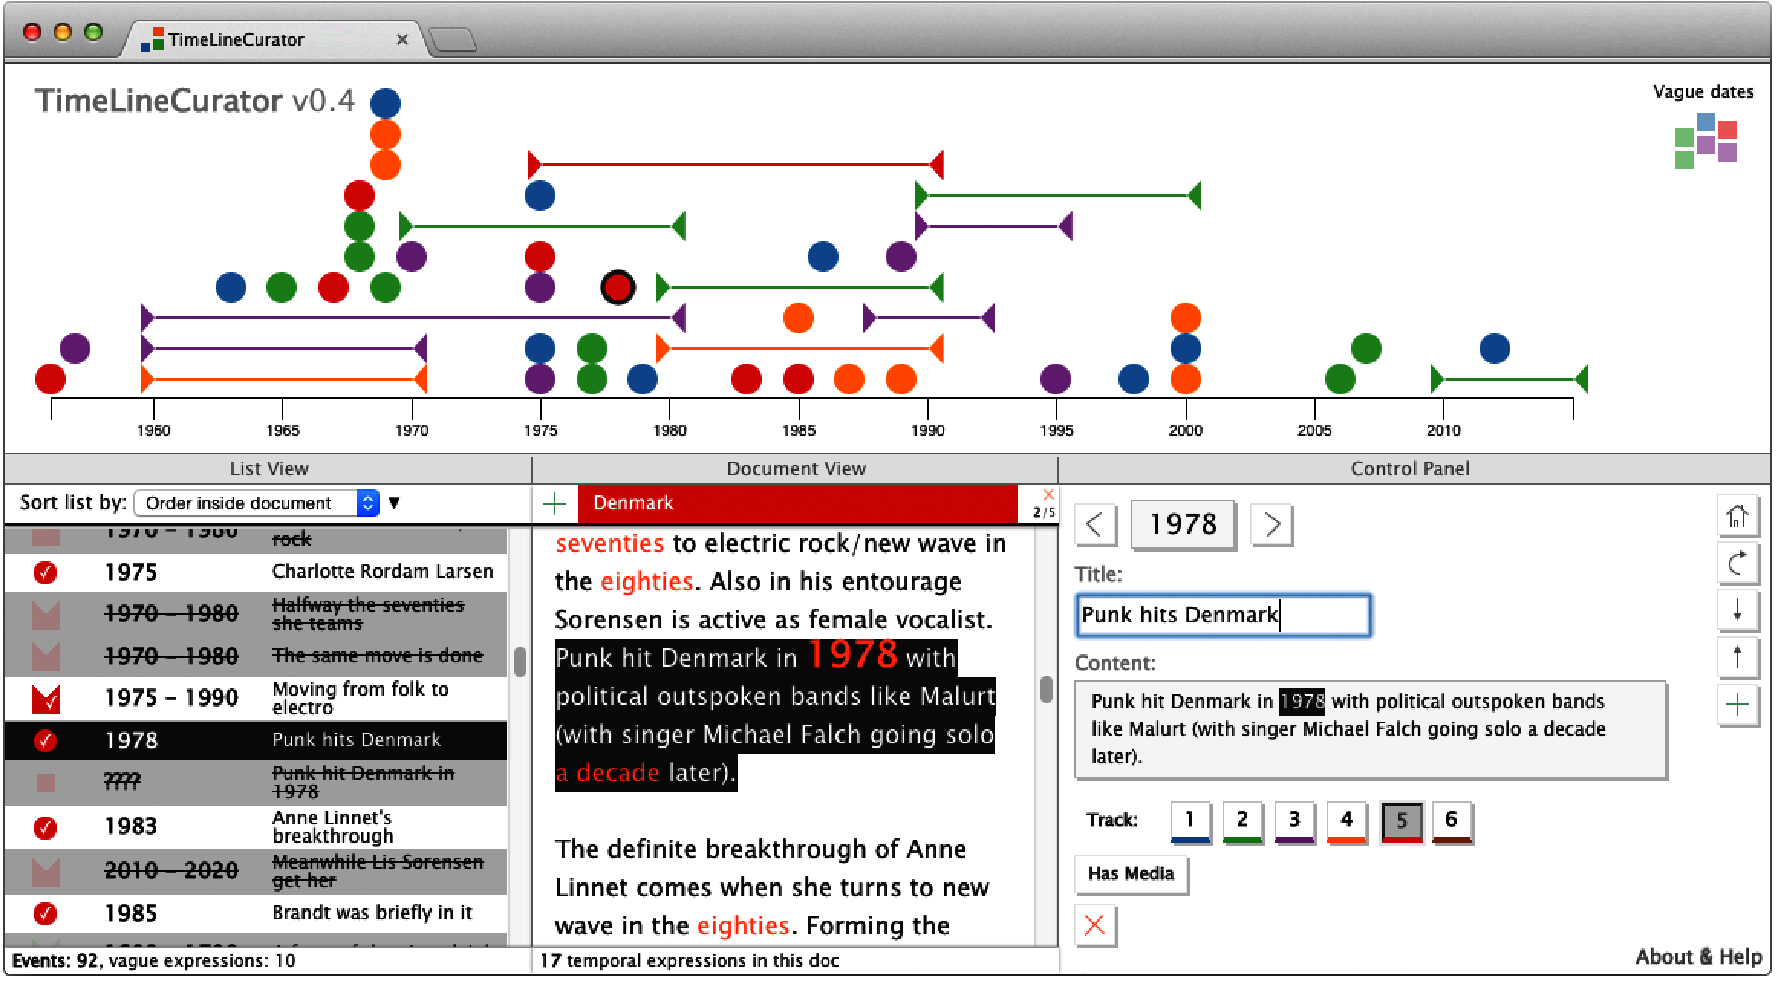 TimeLineCurator
TimeLineCurator v0.4
Vague dates
1960 1965 1970 1975 1980 1985 1990 1995 2000 2005 2010
List View
Document View
Control Panel
Sort list by: Order inside document
1970 – 1980 rock
1975 Charlotte Rordam Larsen
1970 – 1980 Halfway the seventies
she teams
1970 – 1980 The same move is done
1975 – 1990 Moving from folk to
electro
1978 Punk hits Denmark
???? Punk hit Denmark in
1978
1983 Anne Linnet's
breakthrough
2010 – 2020 Meanwhile Lis Sorensen
get her
1985 Brandt was briefly in it
Events: 92, vague expressions: 10
Denmark
2/5
seventies to electric rock/new wave in
the eighties. Also in his entourage
Sorensen is active as female vocalist.
Punk hit Denmark in 1978 with
political outspoken bands like Malurt
(with singer Michael Falch going solo
a decade later).
The definite breakthrough of Anne
Linnet comes when she turns to new
wave in the eighties. Forming the
17 temporal expressions in this doc
1978
Title:
Punk hits Denmark
Content:
Punk hit Denmark in 1978 with political outspoken bands
like Malurt (with singer Michael Falch going solo a decade
later).
Track: 1 2 3 4 5 6
Has Media
About & Help